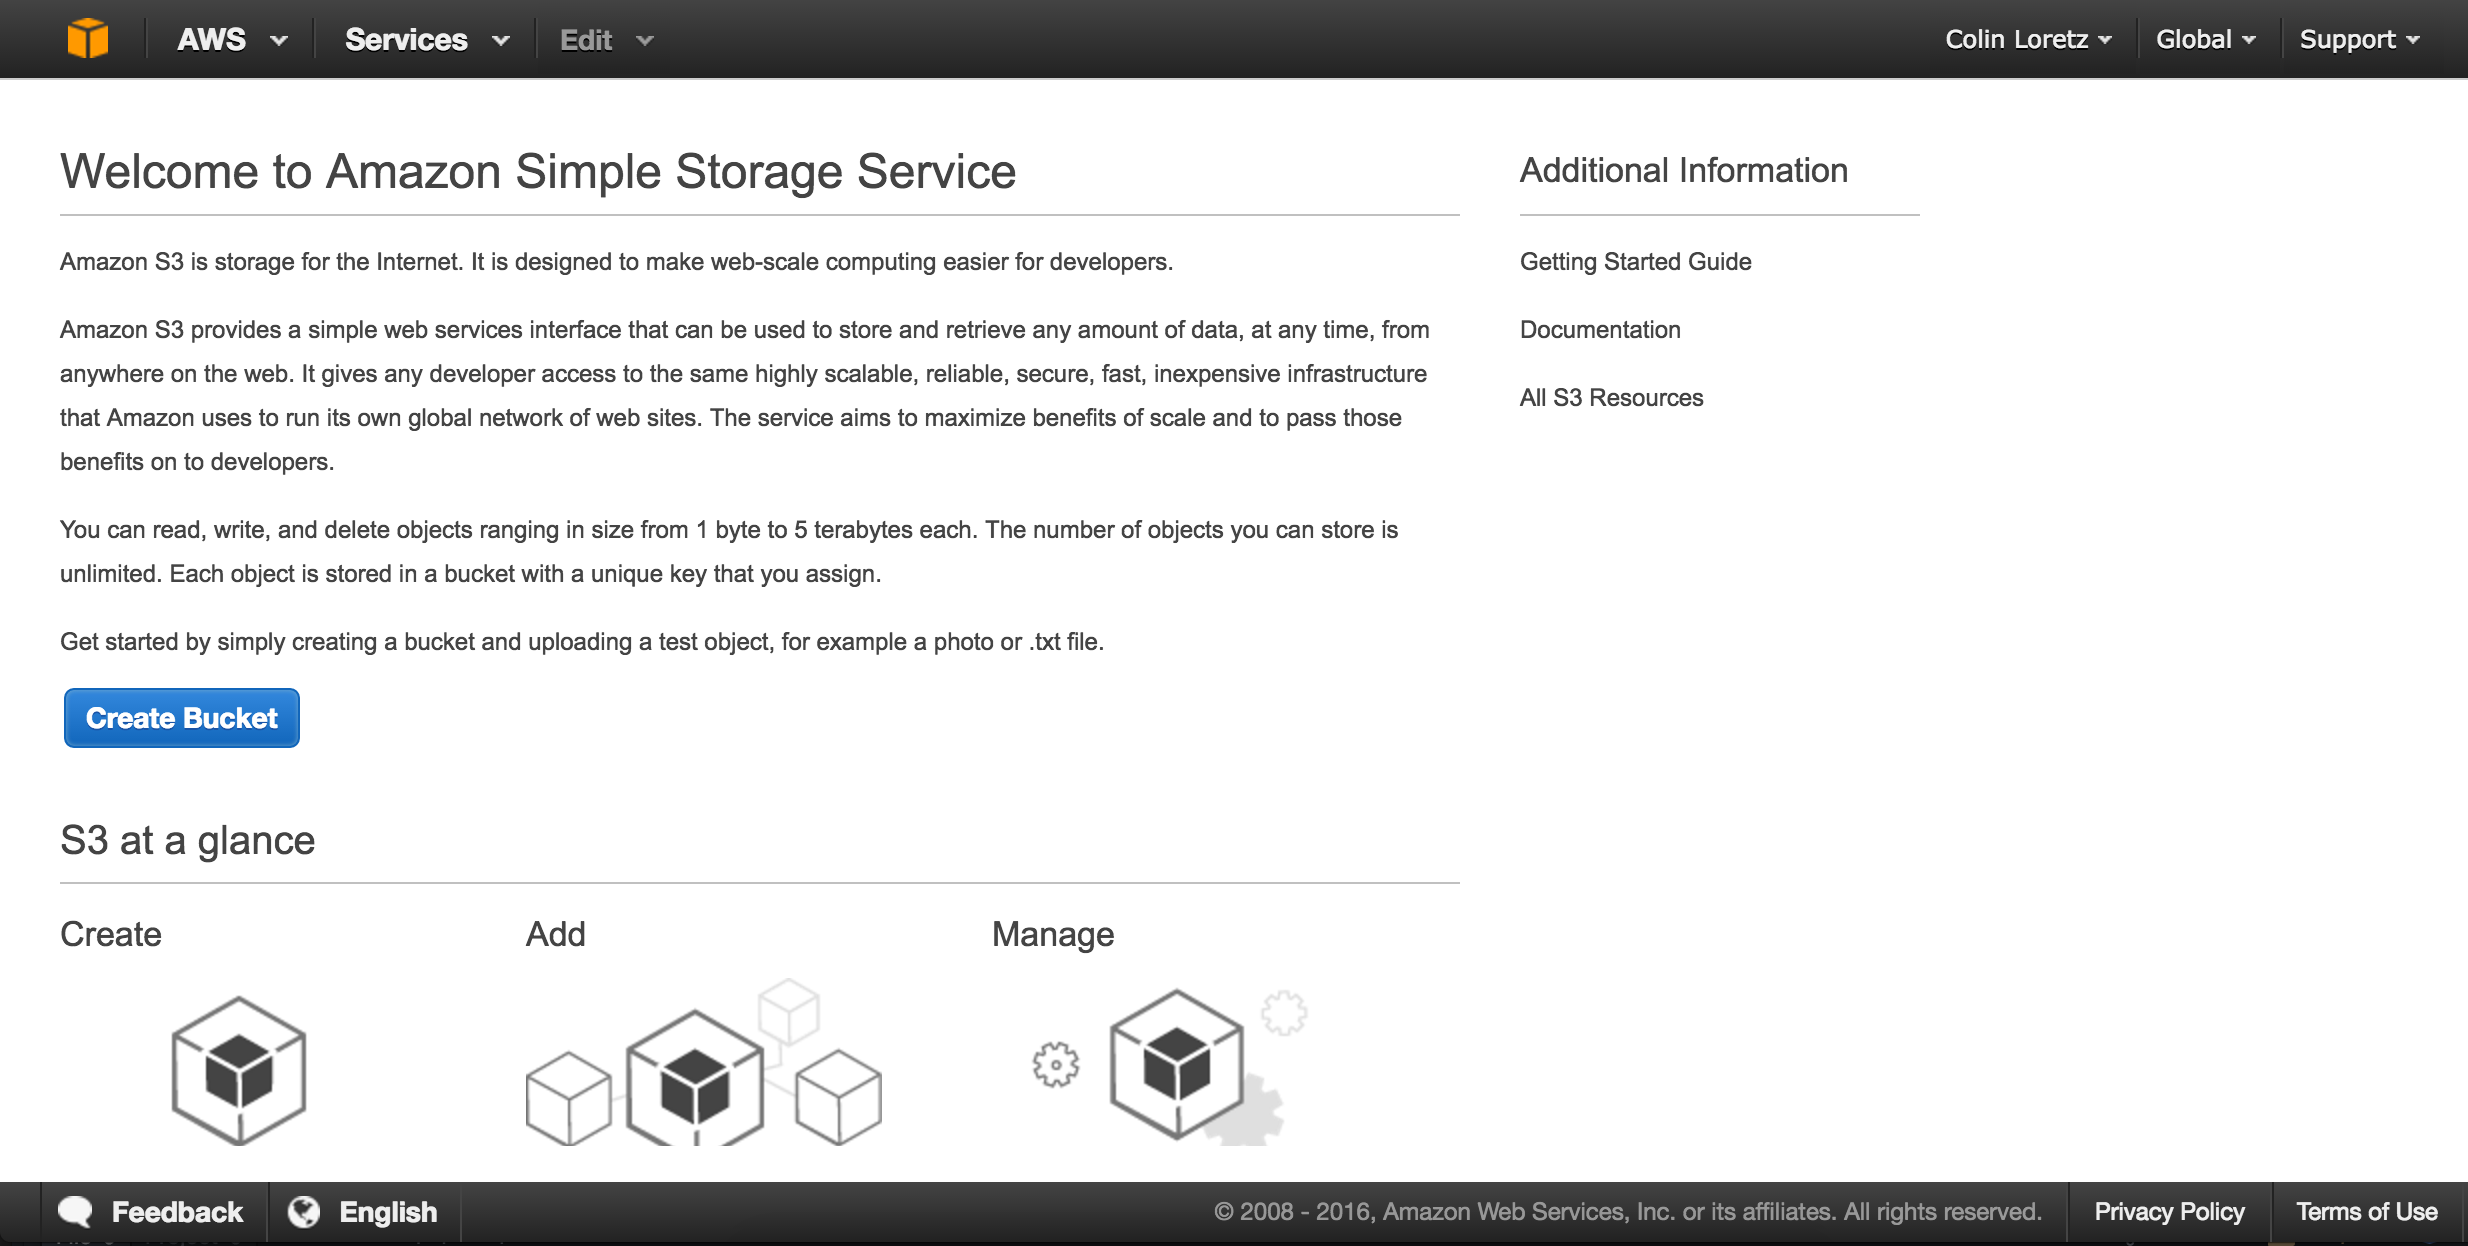 AWS Services Edit Colin Loretz Global Support
Welcome to Amazon Simple Storage Service
Amazon S3 is storage for the Internet. It is designed to make web-scale computing easier for developers.
Amazon S3 provides a simple web services interface that can be used to store and retrieve any amount of data, at any time, from
anywhere on the web. It gives any developer access to the same highly scalable, reliable, secure, fast, inexpensive infrastructure
that Amazon uses to run its own global network of web sites. The service aims to maximize benefits of scale and to pass those
benefits on to developers.
You can read, write, and delete objects ranging in size from 1 byte to 5 terabytes each. The number of objects you can store is
unlimited. Each object is stored in a bucket with a unique key that you assign.
Get started by simply creating a bucket and uploading a test object, for example a photo or .txt file.
Create Bucket
Additional Information
Getting Started Guide
Documentation
All S3 Resources
S3 at a glance
Create Add Manage
Feedback English © 2008 - 2016, Amazon Web Services, Inc. or its affiliates. All rights reserved. Privacy Policy Terms of Use